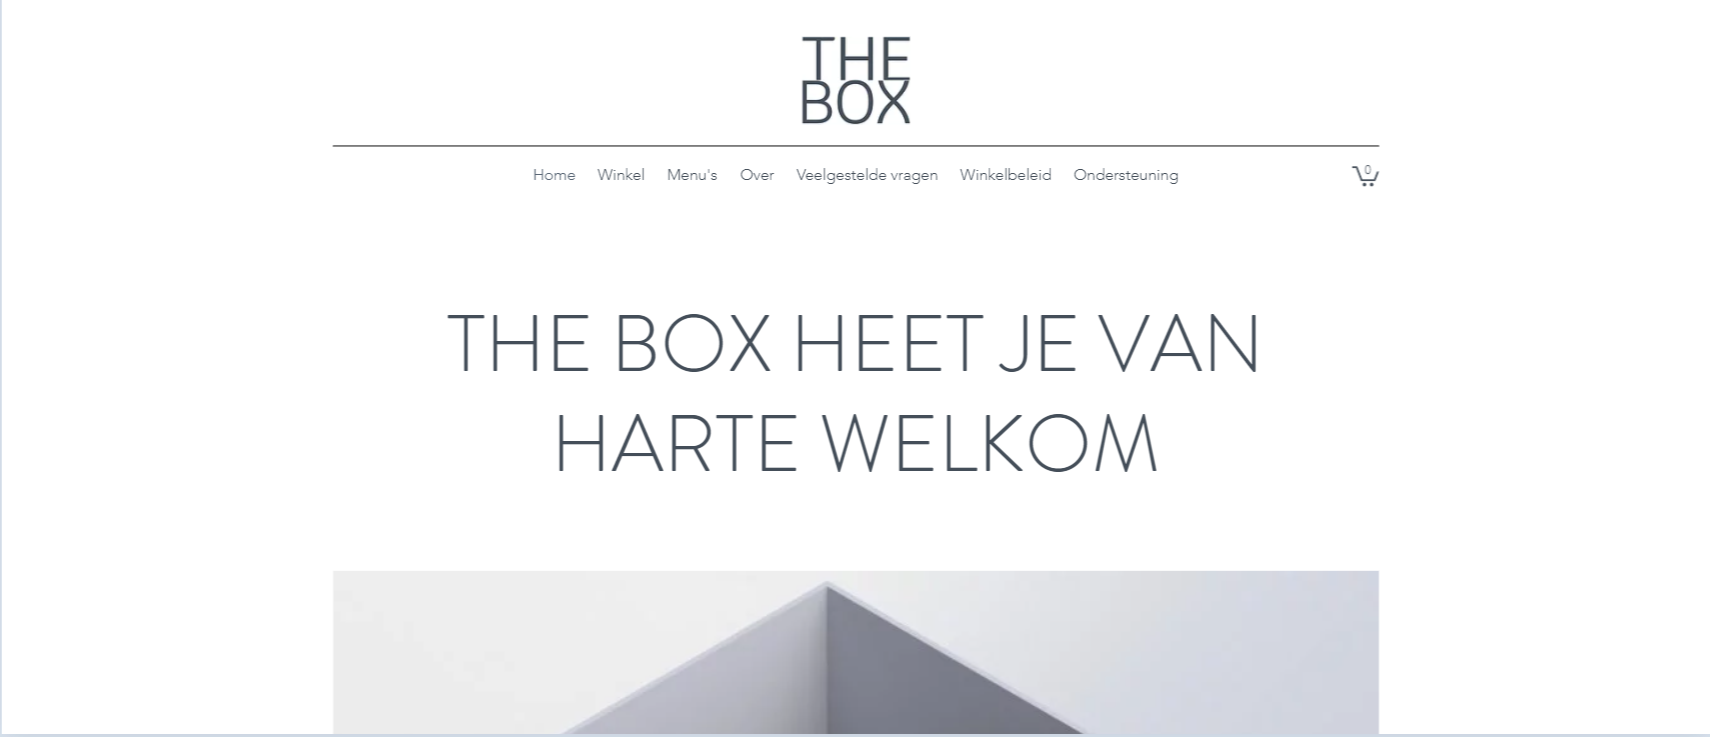 THE
BOX
Home Winkel Menu's Over Veelgestelde vragen Winkelbeleid Ondersteuning 0
THE BOX HEET JE VAN
HARTE WELKOM